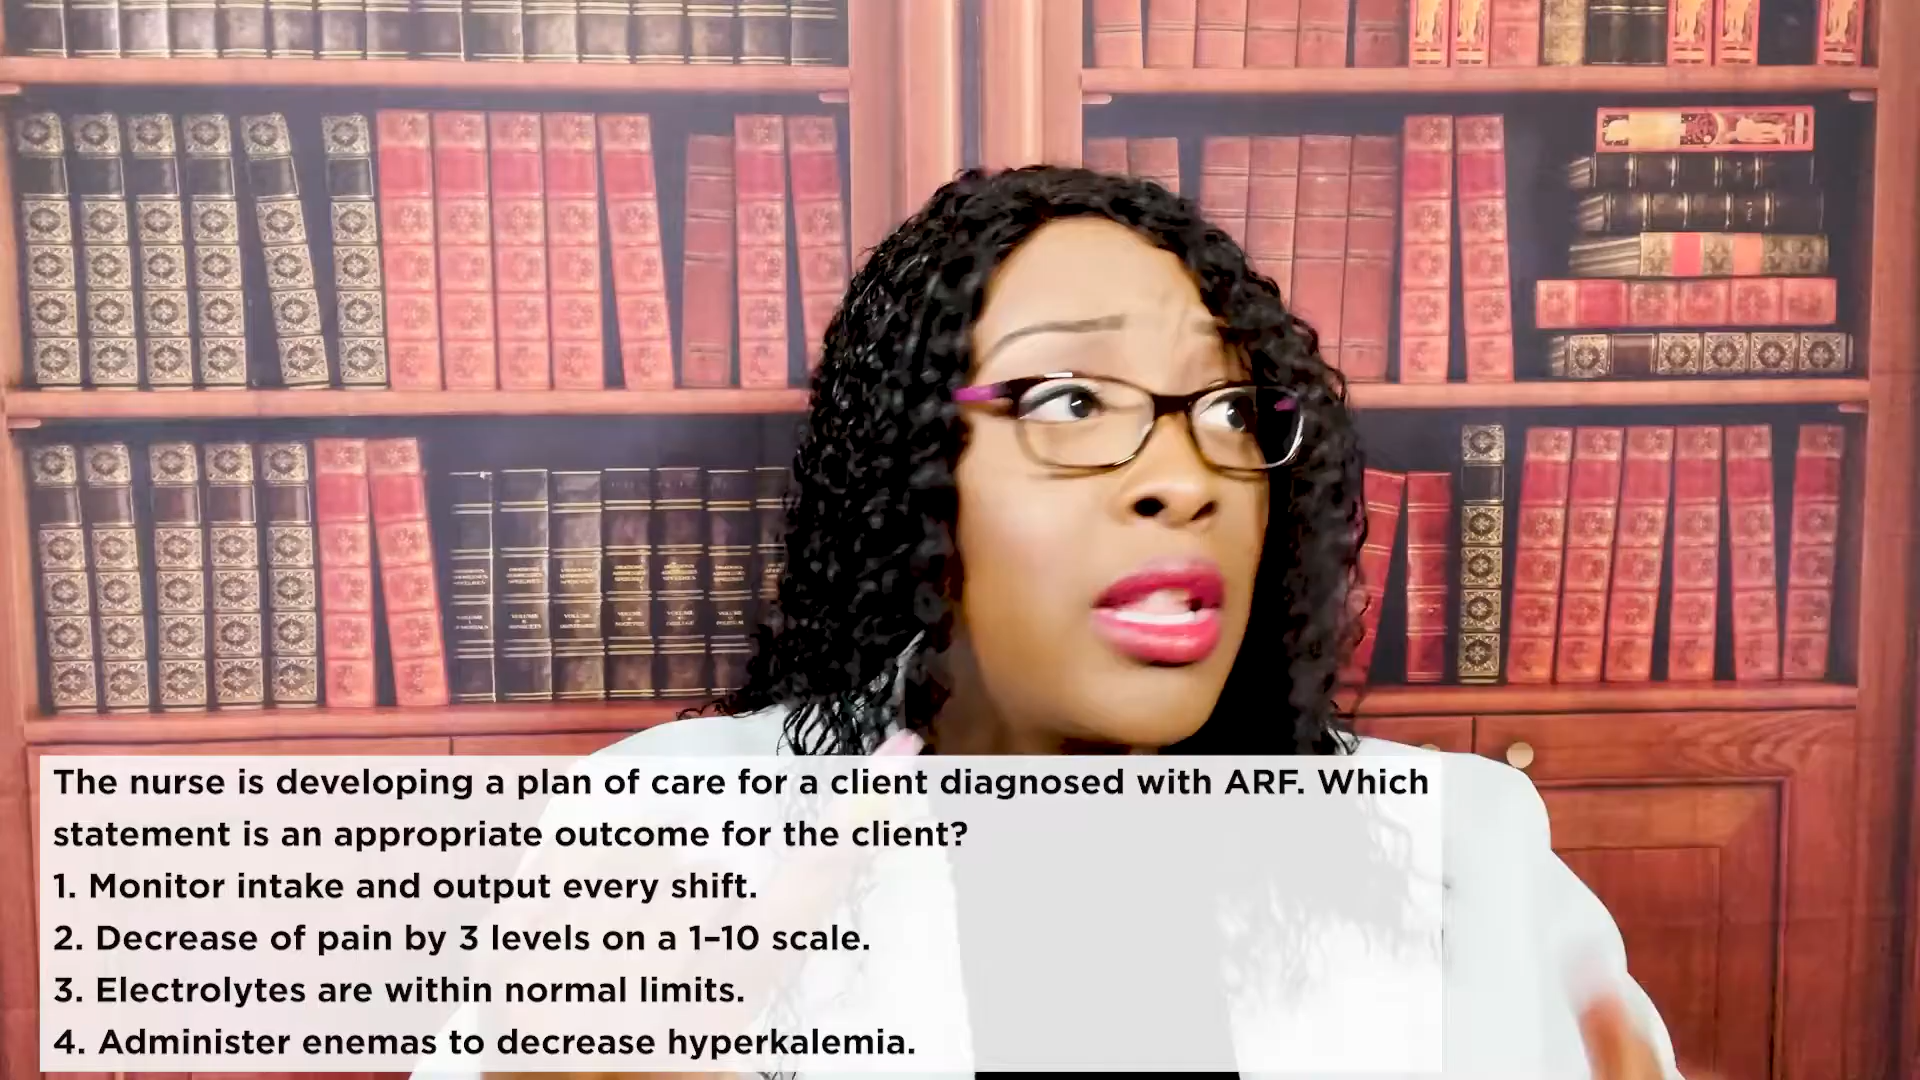 The nurse is developing a plan of care for a client diagnosed with ARF. Which
statement is an appropriate outcome for the client?
1. Monitor intake and output every shift.
2. Decrease of pain by 3 levels on a 1–10 scale.
3. Electrolytes are within normal limits.
4. Administer enemas to decrease hyperkalemia.